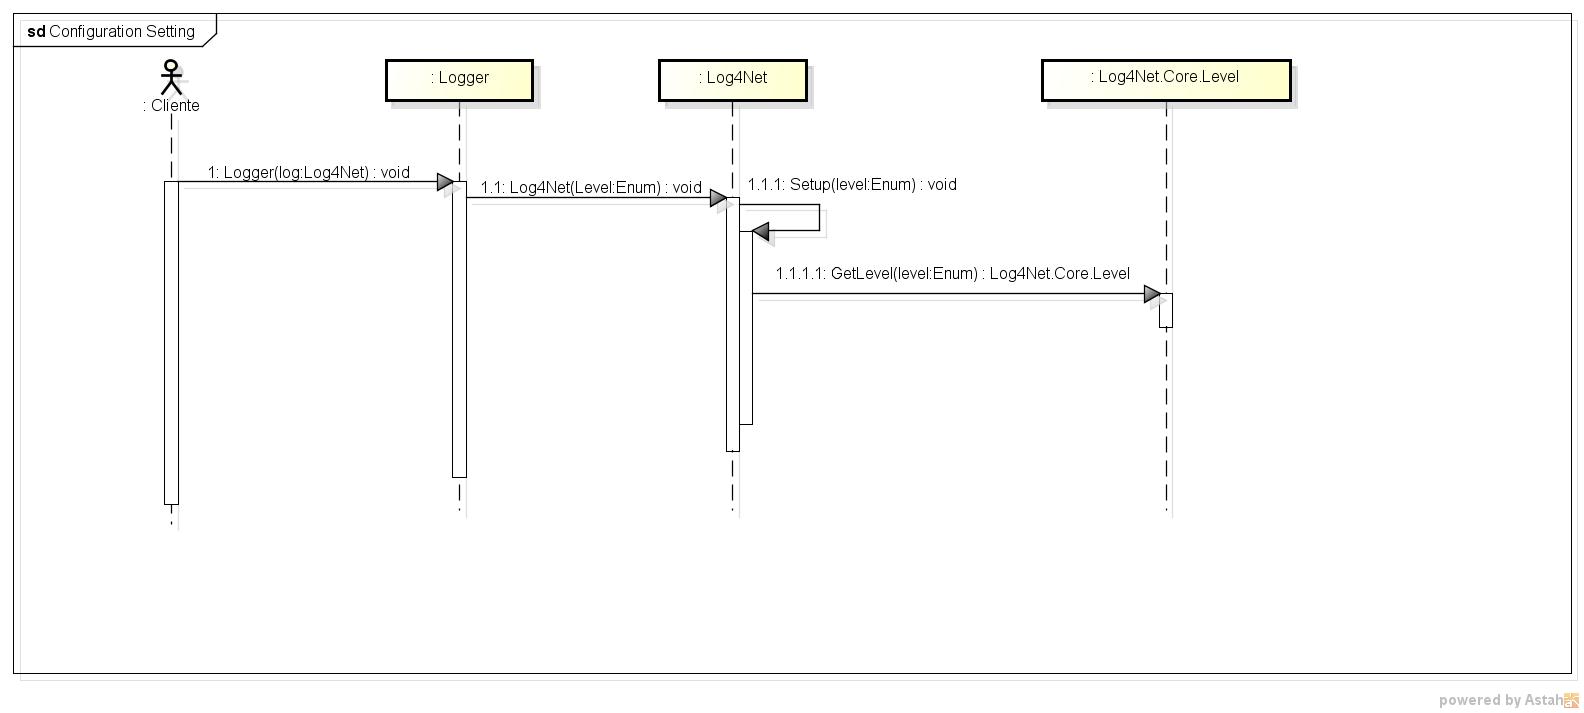 sd Configuration Setting
: Cliente
: Logger
: Log4Net
: Log4Net.Core.Level
1: Logger(log:Log4Net) : void
1.1: Log4Net(Level:Enum) : void
1.1.1: Setup(level:Enum) : void
1.1.1.1: GetLevel(level:Enum) : Log4Net.Core.Level
powered by Astah